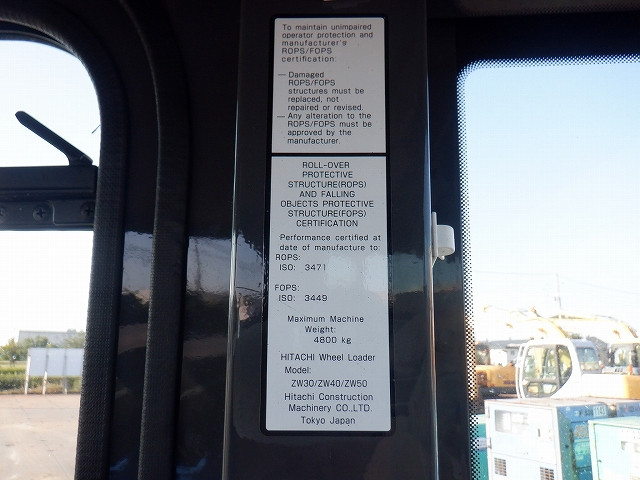 To maintain unimpaired
operator protection and
manufacturer's
ROPS/FOPS
certification:
— Damaged
ROPS/FOPS
structures must be
replaced, not
repaired or revised.
— Any alteration to the
ROPS/FOPS must be
approved by the
manufacturer.
ROLL-OVER
PROTECTIVE
STRUCTURE(ROPS)
AND FALLING
OBJECTS PROTECTIVE
STRUCTURE(FOPS)
CERTIFICATION
Performance certified at
date of manufacture to:
ROPS:
ISO: 3471
FOPS:
ISO: 3449
Maximum Machine
Weight:
4800 kg
HITACHI Wheel Loader
Model:
ZW30/ZW40/ZW50
Hitachi Construction
Machinery CO.,LTD.
Tokyo Japan